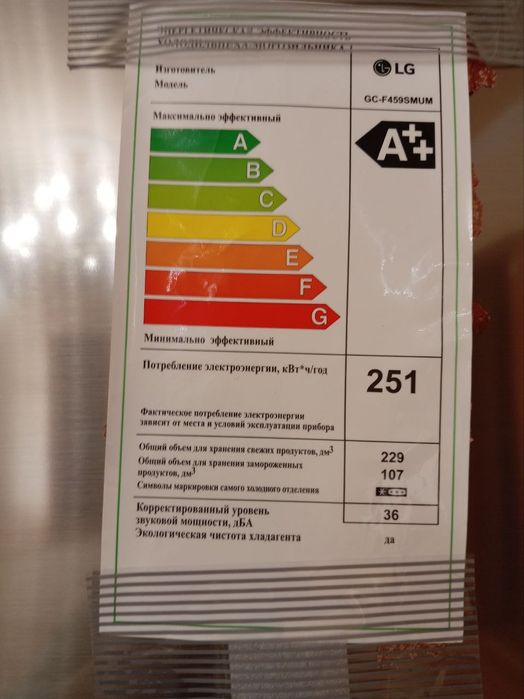 ЭНЕРГЕТИЧЕСКАЯ ЭФФЕКТИВНОСТЬ
Изготовитель
LG
Модель
GC-F459SMUM
Максимально эффективный
A++
A
B
C
D
E
F
G
Минимально эффективный
Потребление электроэнергии, кВт*ч/год
251
Фактическое потребление электроэнергии
зависит от места и условий эксплуатации прибора
Общий объем для хранения свежих продуктов, дм3
229
Общий объем для хранения замороженных
продуктов, дм3
107
Символы маркировки самого холодного отделения
Корректированный уровень
звуковой мощности, дБА
36
Экологическая чистота хладагента
да